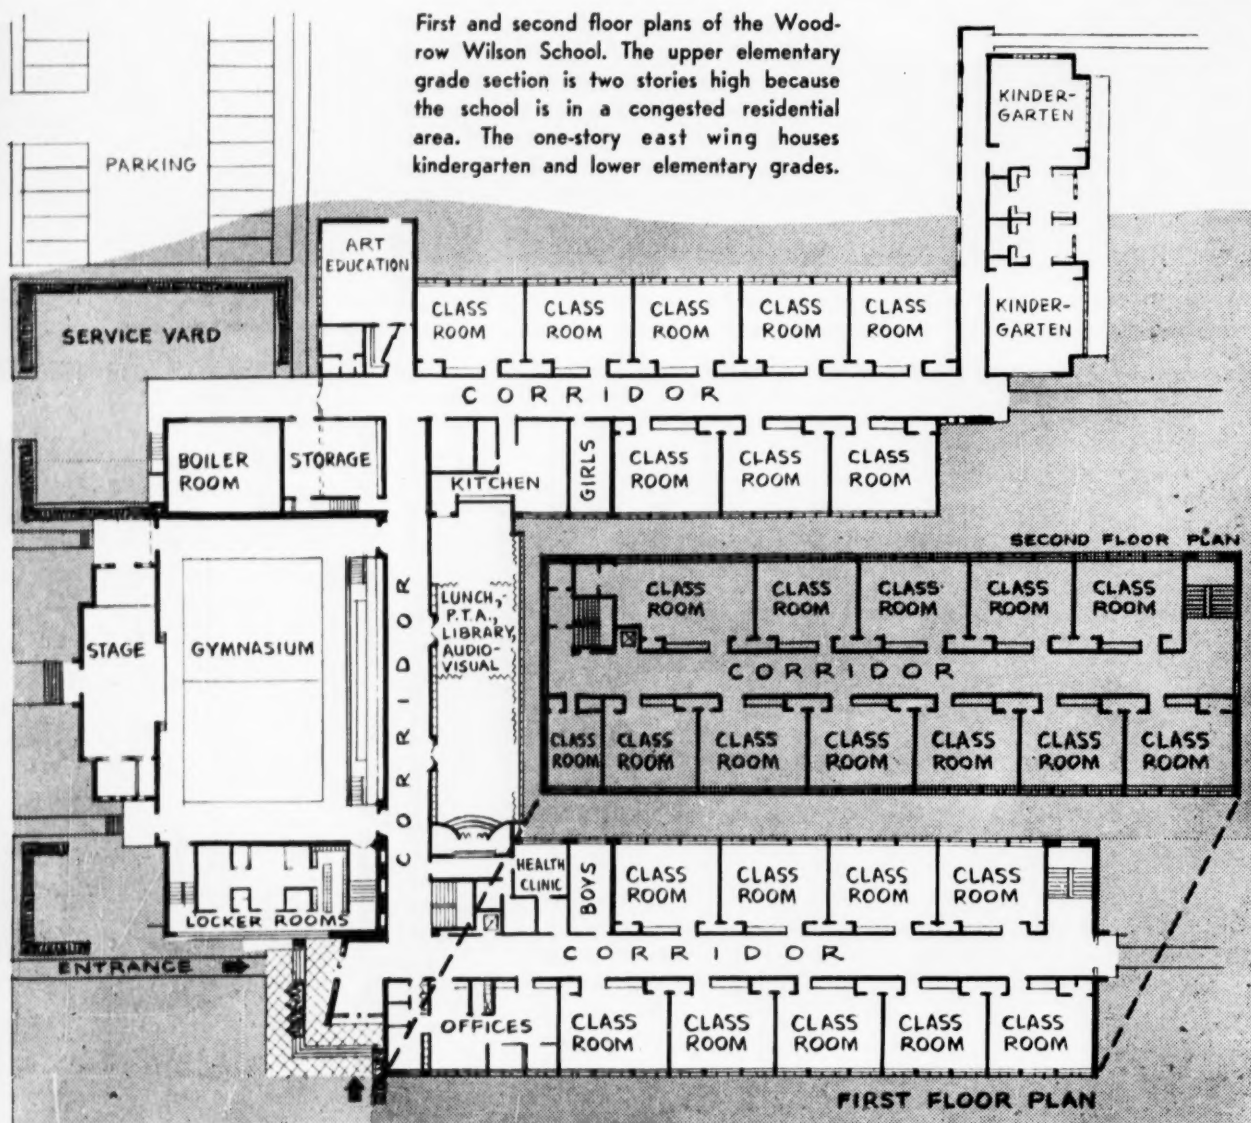 First and second floor plans of the Wood-
row Wilson School. The upper elementary
grade section is two stories high because
the school is in a congested residential
area. The one-story east wing houses
kindergarten and lower elementary grades.
KINDER-
GARTEN
PARKING
ART
EDUCATION
KINDER-
GARTEN
SERVICE YARD
CLASS
ROOM
CLASS
ROOM
CLASS
ROOM
CLASS
ROOM
CLASS
ROOM
CORRIDOR
BOILER
ROOM
STORAGE
KITCHEN
GIRLS
CLASS
ROOM
CLASS
ROOM
CLASS
ROOM
SECOND FLOOR PLAN
CLASS
ROOM
CLASS
ROOM
CLASS
ROOM
CLASS
ROOM
CLASS
ROOM
CORRIDOR
CLASS
ROOM
CLASS
ROOM
CLASS
ROOM
CLASS
ROOM
CLASS
ROOM
CLASS
ROOM
CLASS
ROOM
STAGE
GYMNASIUM
CORRIDOR
LUNCH,-
P.T.A.,
LIBRARY,
AUDIO-
VISUAL
LOCKER ROOMS
HEALTH
CLINIC
BOYS
CLASS
ROOM
CLASS
ROOM
CLASS
ROOM
CLASS
ROOM
CORRIDOR
ENTRANCE
OFFICES
CLASS
ROOM
CLASS
ROOM
CLASS
ROOM
CLASS
ROOM
CLASS
ROOM
FIRST FLOOR PLAN